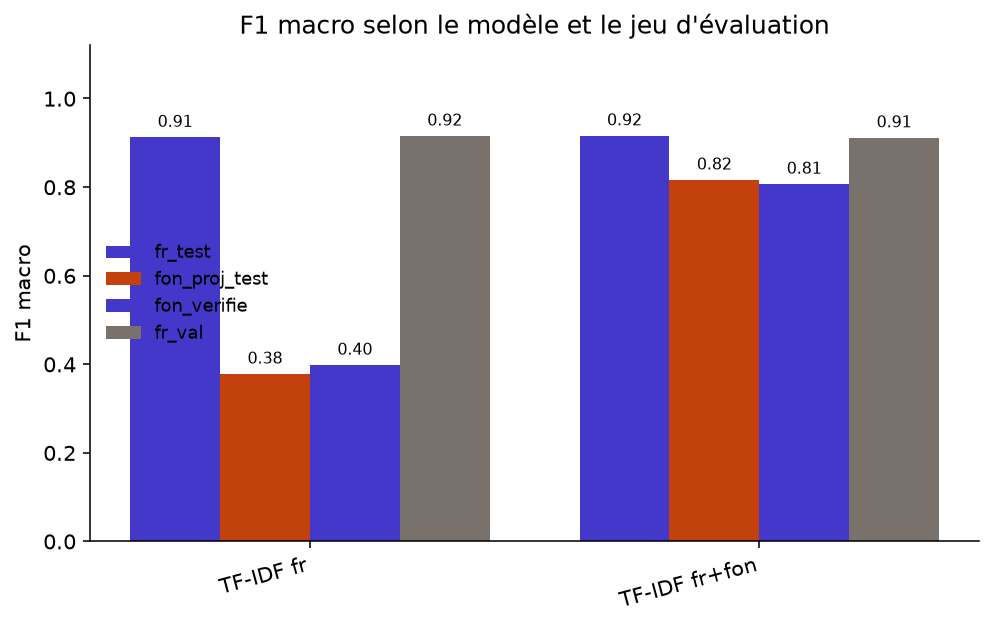 F1 macro selon le modèle et le jeu d'évaluation
F1 macro
1.0
0.8
0.6
0.4
0.2
0.0
0.91
0.38
0.40
0.92
0.92
0.82
0.81
0.91
fr_test
fon_proj_test
fon_verifie
fr_val
TF-IDF fr
TF-IDF fr+fon